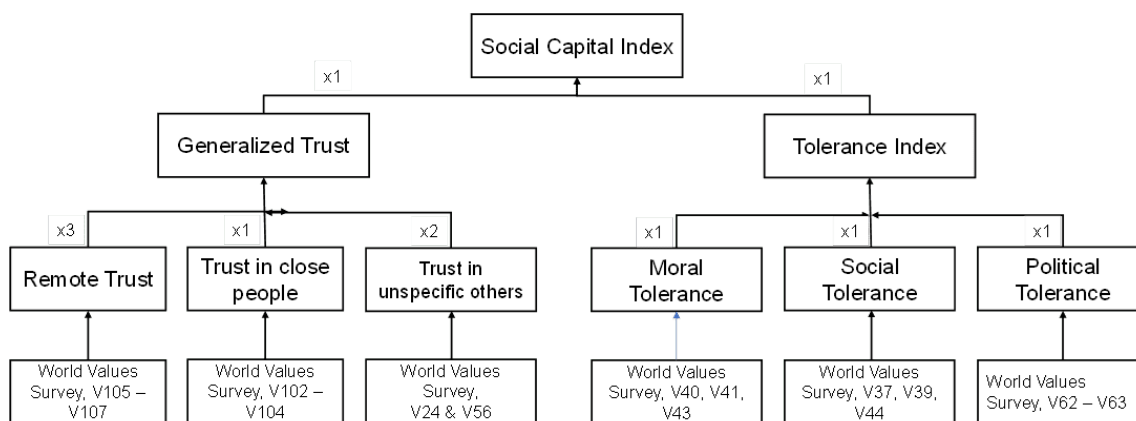 Social Capital Index
x1
x1
Generalized Trust
Tolerance Index
x3
x1
x2
x1
x1
x1
Remote Trust
Trust in close
people
Trust in
unspecific others
Moral
Tolerance
Social
Tolerance
Political
Tolerance
World Values
Survey, V105 –
V107
World Values
Survey, V102 –
V104
World Values
Survey,
V24 & V56
World Values
Survey, V40, V41,
V43
World Values
Survey, V37, V39,
V44
World Values
Survey, V62 – V63